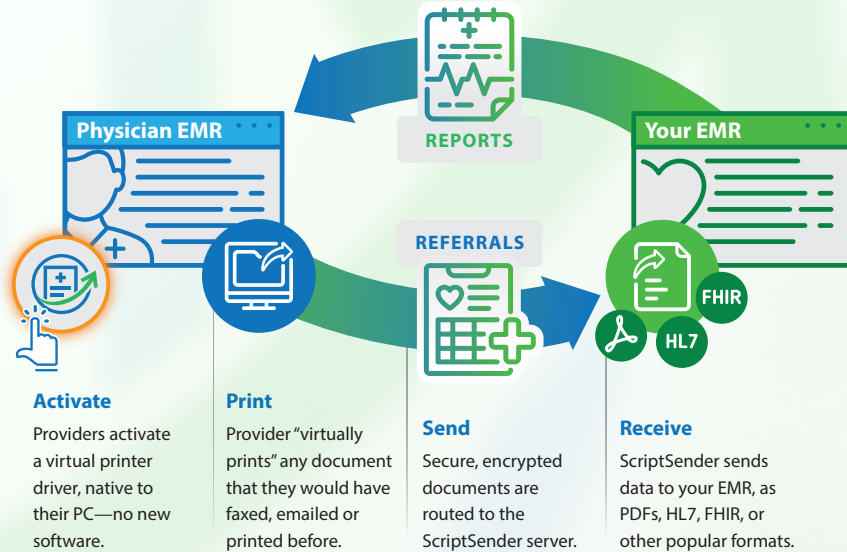 REPORTS
Physician EMR
Your EMR
REFERRALS
FHIR
HL7
Activate
Providers activate
a virtual printer
driver, native to
their PC—no new
software.
Print
Provider “virtually
prints” any document
that they would have
faxed, emailed or
printed before.
Send
Secure, encrypted
documents are
routed to the
ScriptSender server.
Receive
ScriptSender sends
data to your EMR, as
PDFs, HL7, FHIR, or
other popular formats.